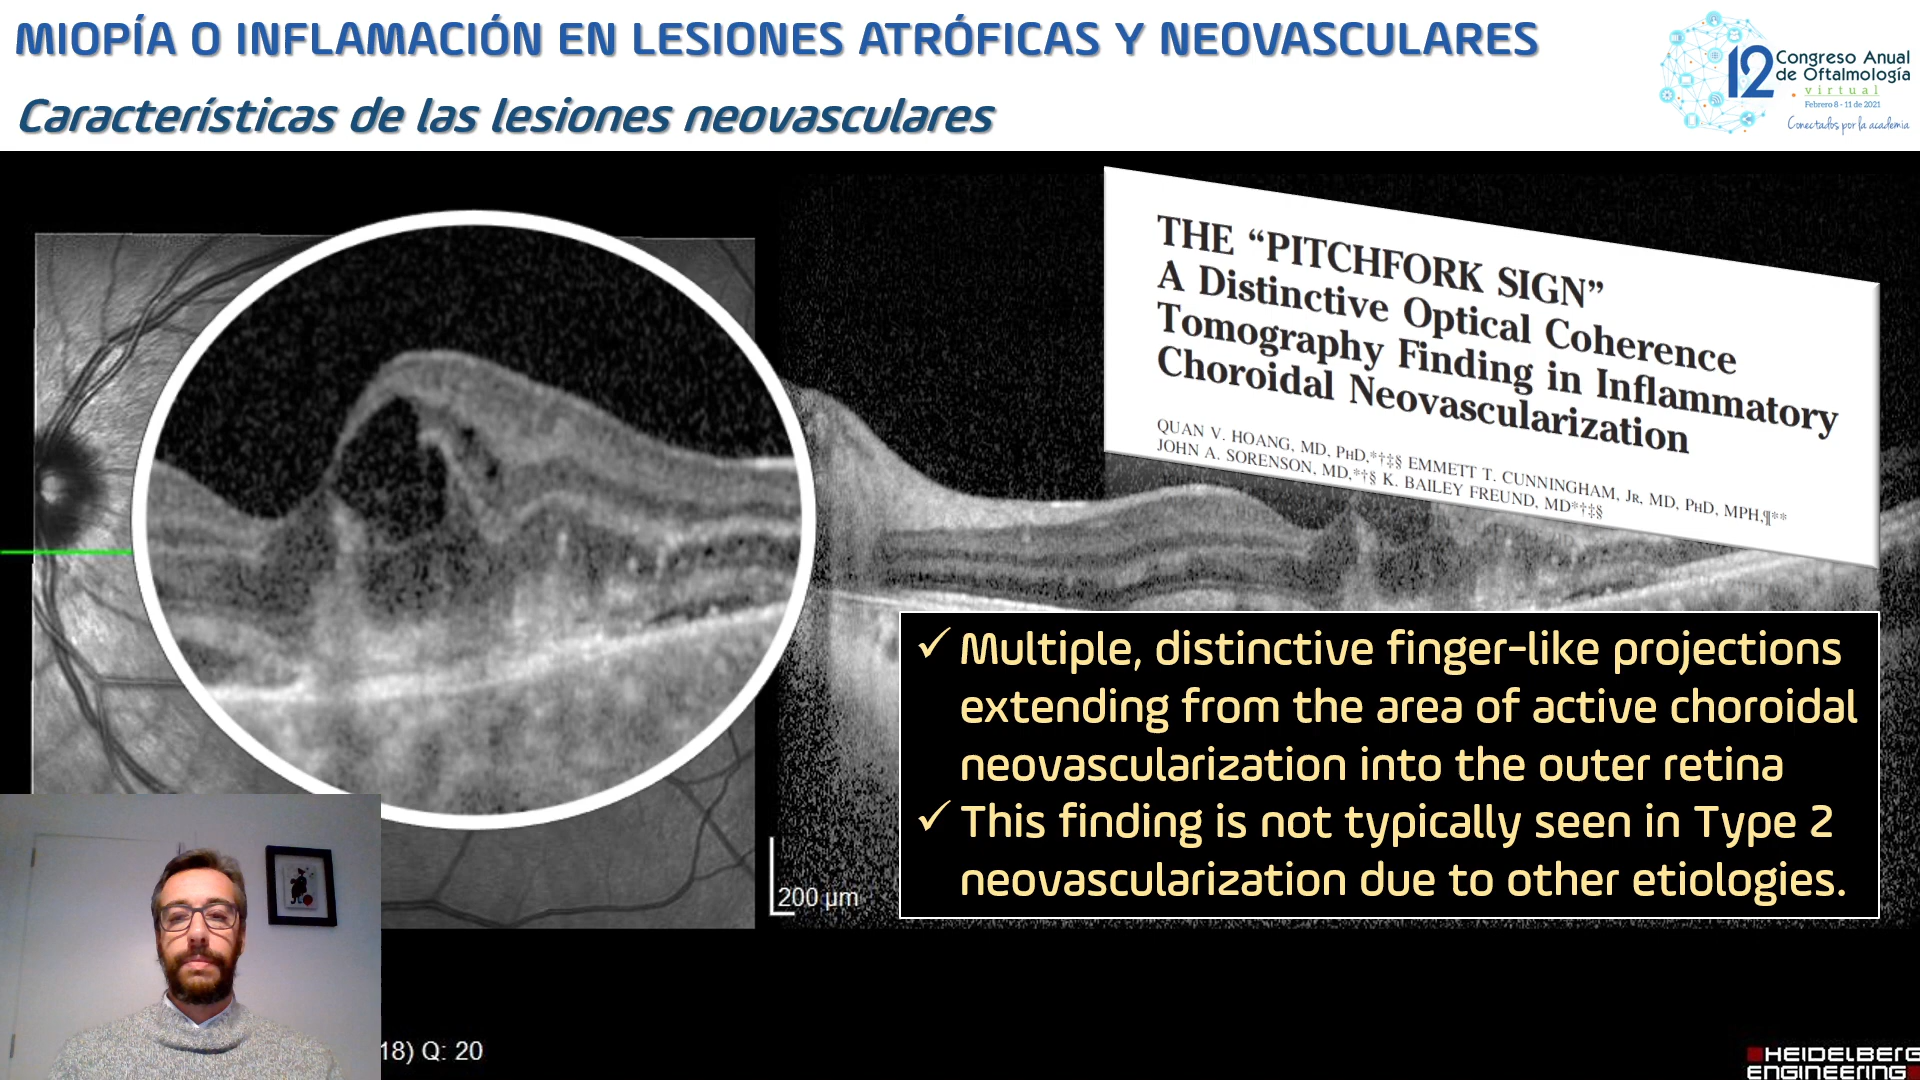 MIOPÍA O INFLAMACIÓN EN LESIONES ATRÓFICAS Y NEOVASCULARES
Características de las lesiones neovasculares
12 Congreso Anual
de Oftalmología
virtual
Febrero 8 - 11 de 2021
Conectados por la academia
THE “PITCHFORK SIGN”
A Distinctive Optical Coherence
Tomography Finding in Inflammatory
Choroidal Neovascularization
QUAN V. HOANG, MD, PHD,*†‡§ EMMETT T. CUNNINGHAM, JR, MD, PHD, MPH,¶**
JOHN A. SORENSON, MD,*†§ K. BAILEY FREUND, MD*†‡§
✓ Multiple, distinctive finger-like projections
extending from the area of active choroidal
neovascularization into the outer retina
✓ This finding is not typically seen in Type 2
neovascularization due to other etiologies.
200 µm
18) Q: 20
HEIDELBERG
ENGINEERING